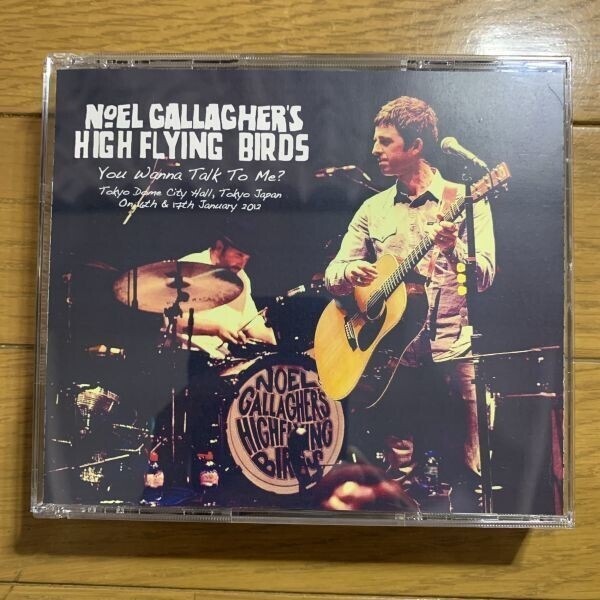 NOEL GALLAGHER'S
HIGH FLYING BIRDS
You Wanna Talk To Me?
Tokyo Dome City Hall, Tokyo Japan
On 16th & 17th January 2012
NOEL
GALLAGHER'S
HIGH FLYING
BIRDS